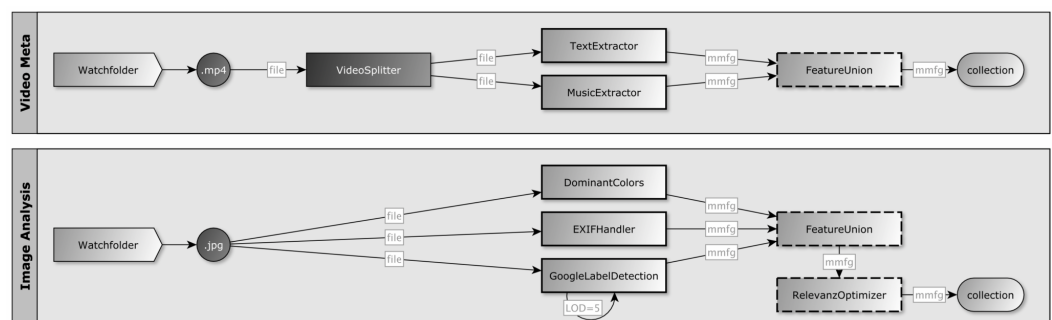 Video Meta
Watchfolder
.mp4
file
VideoSplitter
file
file
TextExtractor
MusicExtractor
mmfg
mmfg
FeatureUnion
mmfg
collection
Image Analysis
Watchfolder
.jpg
file
file
file
DominantColors
EXIFHandler
GoogleLabelDetection
LOD=5
mmfg
mmfg
mmfg
FeatureUnion
mmfg
RelevanzOptimizer
mmfg
collection